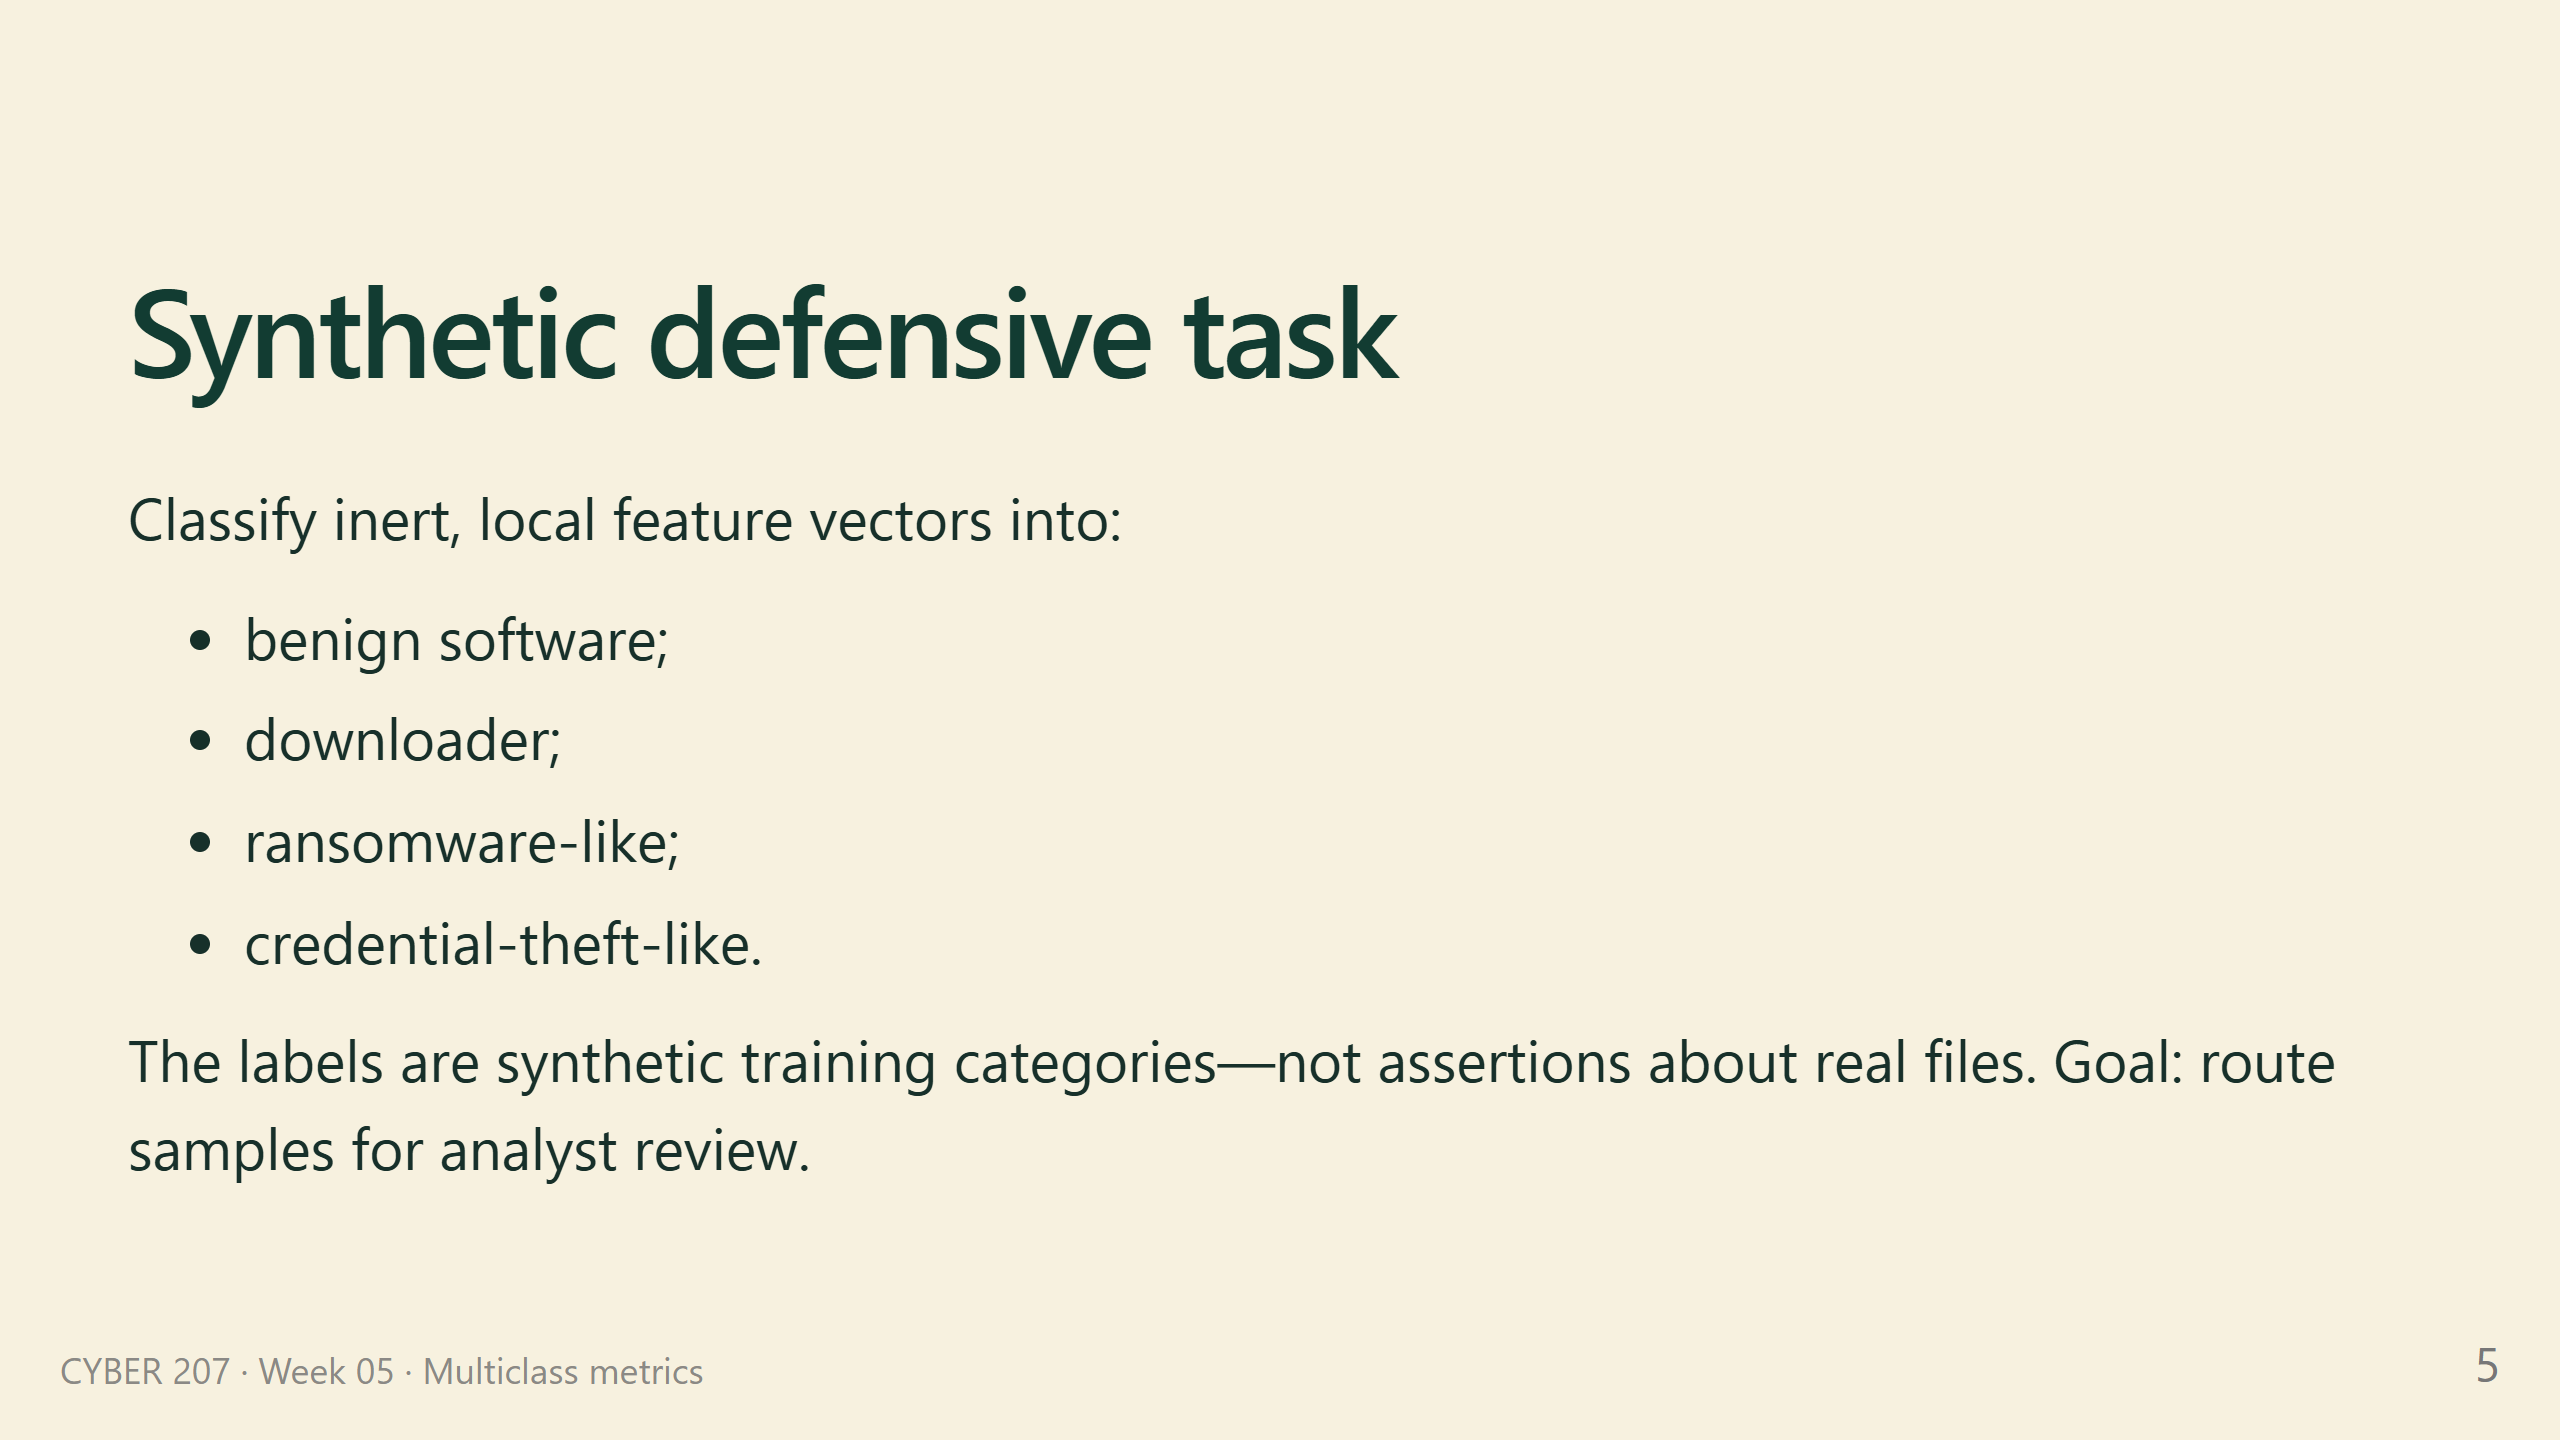 Synthetic defensive task
Classify inert, local feature vectors into:
• benign software;
• downloader;
• ransomware-like;
• credential-theft-like.
The labels are synthetic training categories—not assertions about real files. Goal: route
samples for analyst review.
CYBER 207 · Week 05 · Multiclass metrics
5